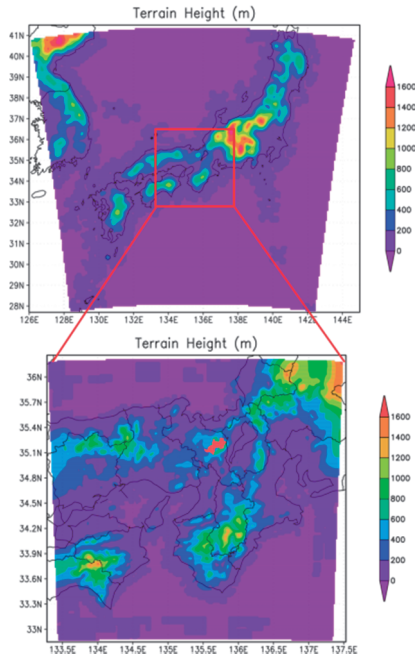 Terrain Height (m)
41N
40N
39N
38N
37N
36N
35N
34N
33N
32N
31N
30N
29N
28N
126E 128E 130E 132E 134E 136E 138E 140E 142E 144E
1600
1400
1200
1000
800
600
400
200
0
Terrain Height (m)
36N
35.7N
35.4N
35.1N
34.8N
34.5N
34.2N
33.9N
33.6N
33.3N
33N
133.5E 134E 134.5E 135E 135.5E 136E 136.5E 137E 137.5E
1600
1400
1200
1000
800
600
400
200
0